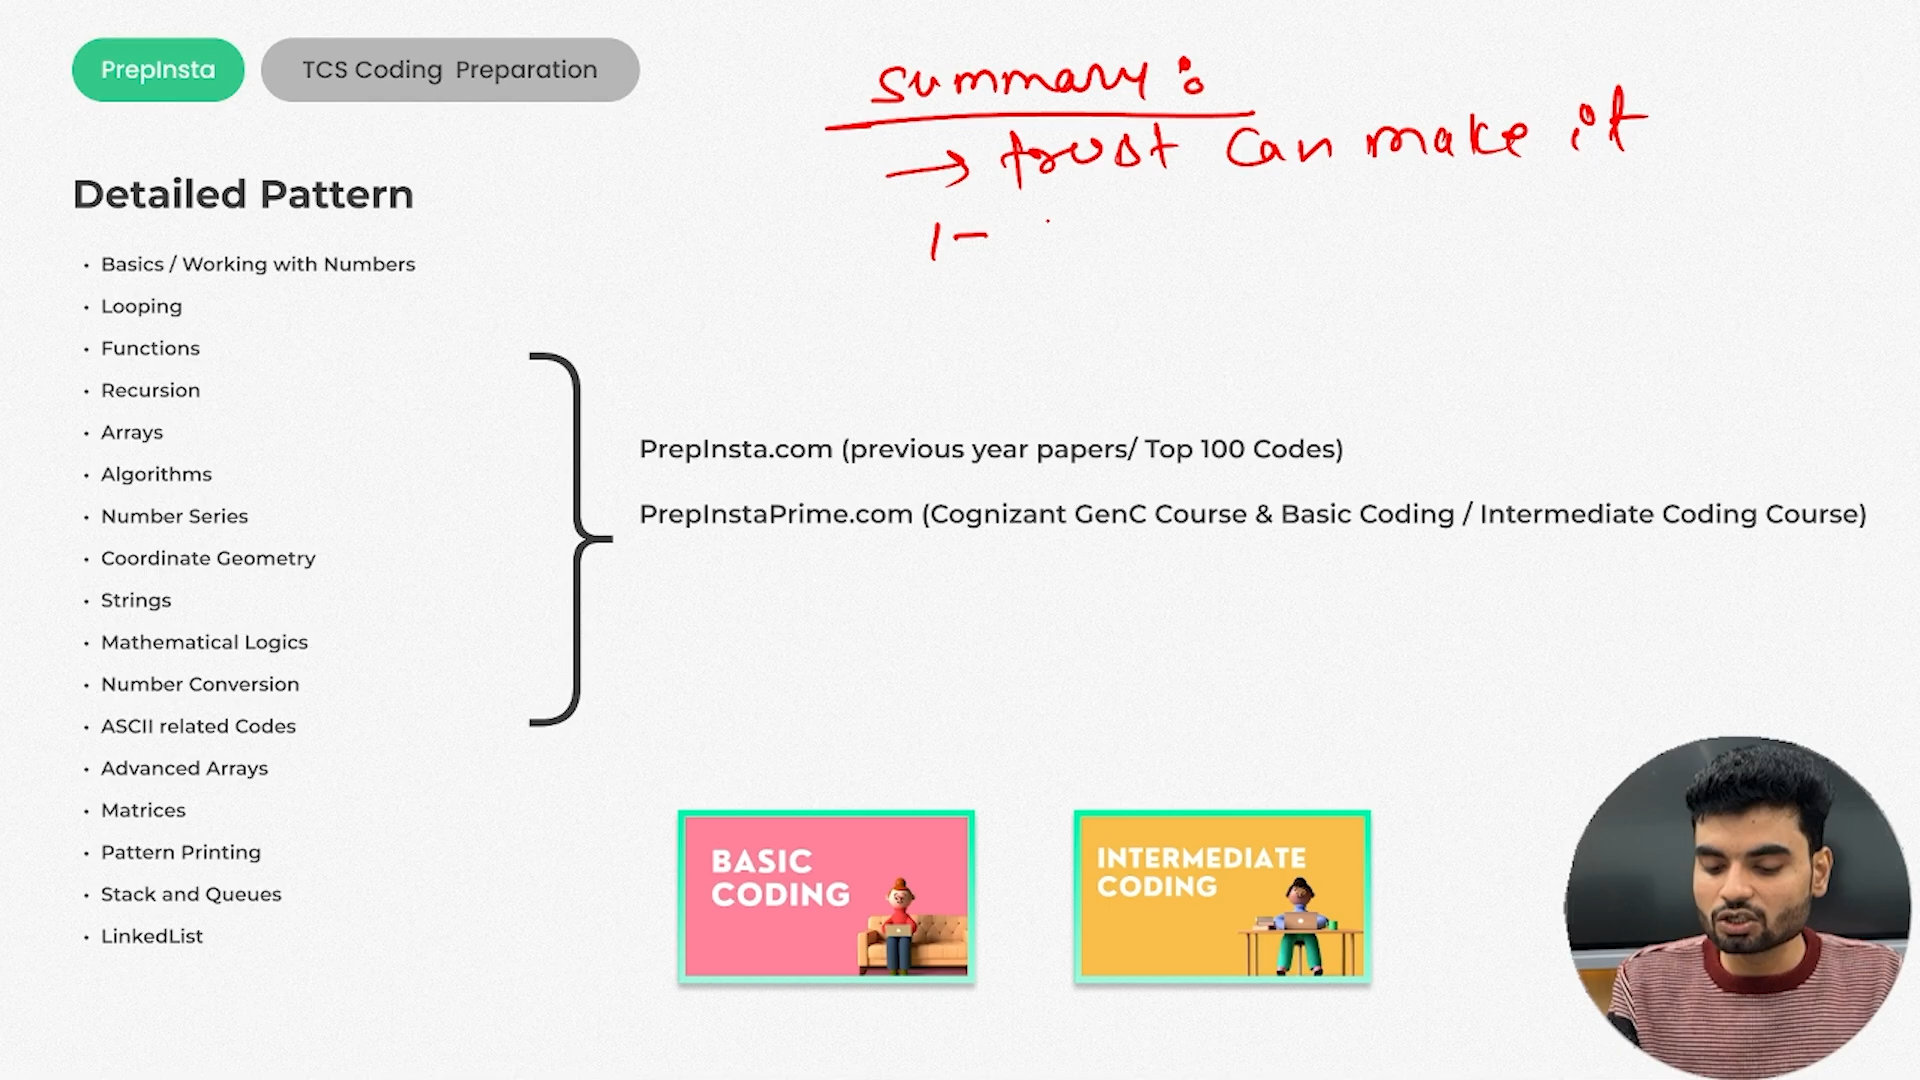 PrepInsta
TCS Coding Preparation
summary :
→ trust can make it
1-
Detailed Pattern
• Basics / Working with Numbers
• Looping
• Functions
• Recursion
• Arrays
• Algorithms
• Number Series
• Coordinate Geometry
• Strings
• Mathematical Logics
• Number Conversion
• ASCII related Codes
• Advanced Arrays
• Matrices
• Pattern Printing
• Stack and Queues
• LinkedList
PrepInsta.com (previous year papers/ Top 100 Codes)
PrepInstaPrime.com (Cognizant GenC Course & Basic Coding / Intermediate Coding Course)
BASIC
CODING
INTERMEDIATE
CODING